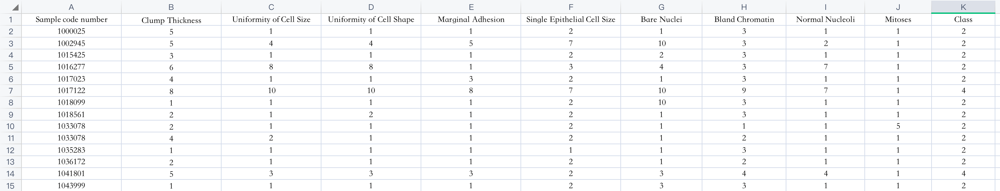 A B C D E F G H I J K
1 Sample code number Clump Thickness Uniformity of Cell Size Uniformity of Cell Shape Marginal Adhesion Single Epithelial Cell Size Bare Nuclei Bland Chromatin Normal Nucleoli Mitoses Class
2 1000025 5 1 1 1 2 1 3 1 1 2
3 1002945 5 4 4 5 7 10 3 2 1 2
4 1015425 3 1 1 1 2 2 3 1 1 2
5 1016277 6 8 8 1 3 4 3 7 1 2
6 1017023 4 1 1 3 2 1 3 1 1 2
7 1017122 8 10 10 8 7 10 9 7 1 4
8 1018099 1 1 1 1 2 10 3 1 1 2
9 1018561 2 1 2 1 2 1 3 1 1 2
10 1033078 2 1 1 1 2 1 1 1 5 2
11 1033078 4 2 1 1 2 1 2 1 1 2
12 1035283 1 1 1 1 1 1 3 1 1 2
13 1036172 2 1 1 1 2 1 2 1 1 2
14 1041801 5 3 3 3 2 3 4 4 1 4
15 1043999 1 1 1 1 2 3 3 1 1 2